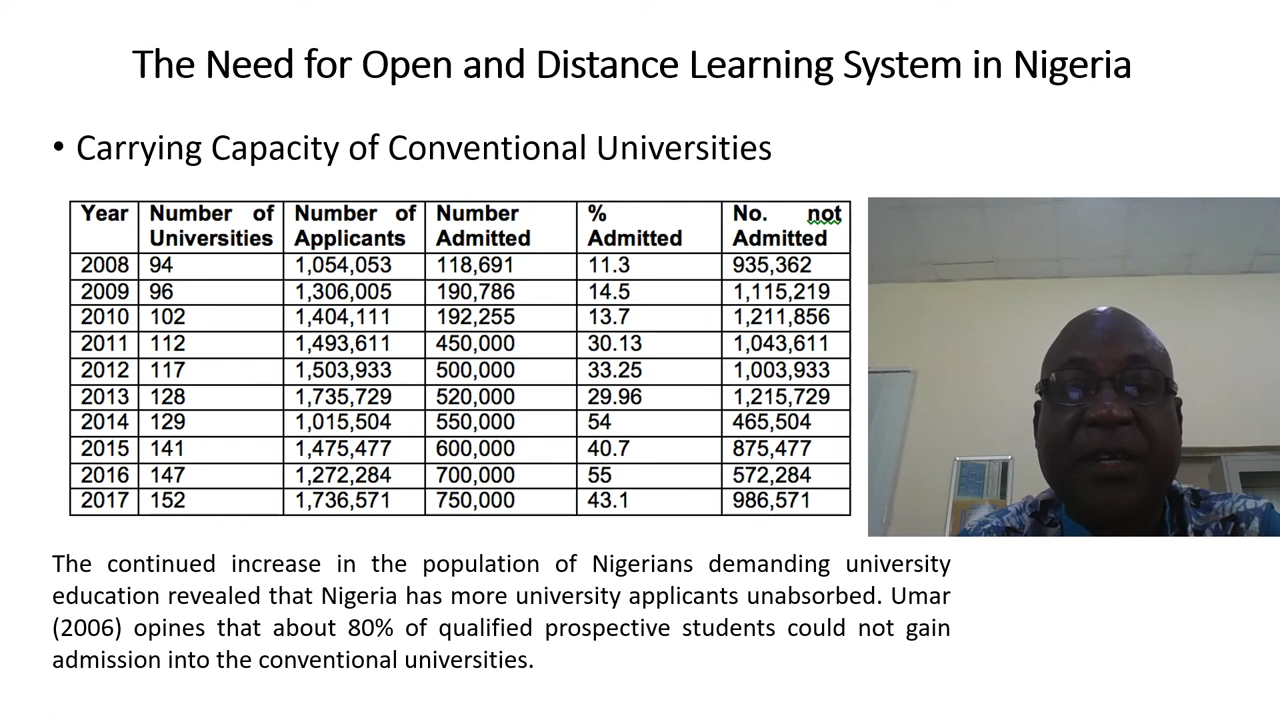 The Need for Open and Distance Learning System in Nigeria
• Carrying Capacity of Conventional Universities
Year Number of Universities Number of Applicants Number Admitted % Admitted No. not Admitted
2008 94 1,054,053 118,691 11.3 935,362
2009 96 1,306,005 190,786 14.5 1,115,219
2010 102 1,404,111 192,255 13.7 1,211,856
2011 112 1,493,611 450,000 30.13 1,043,611
2012 117 1,503,933 500,000 33.25 1,003,933
2013 128 1,735,729 520,000 29.96 1,215,729
2014 129 1,015,504 550,000 54 465,504
2015 141 1,475,477 600,000 40.7 875,477
2016 147 1,272,284 700,000 55 572,284
2017 152 1,736,571 750,000 43.1 986,571
The continued increase in the population of Nigerians demanding university
education revealed that Nigeria has more university applicants unabsorbed. Umar
(2006) opines that about 80% of qualified prospective students could not gain
admission into the conventional universities.